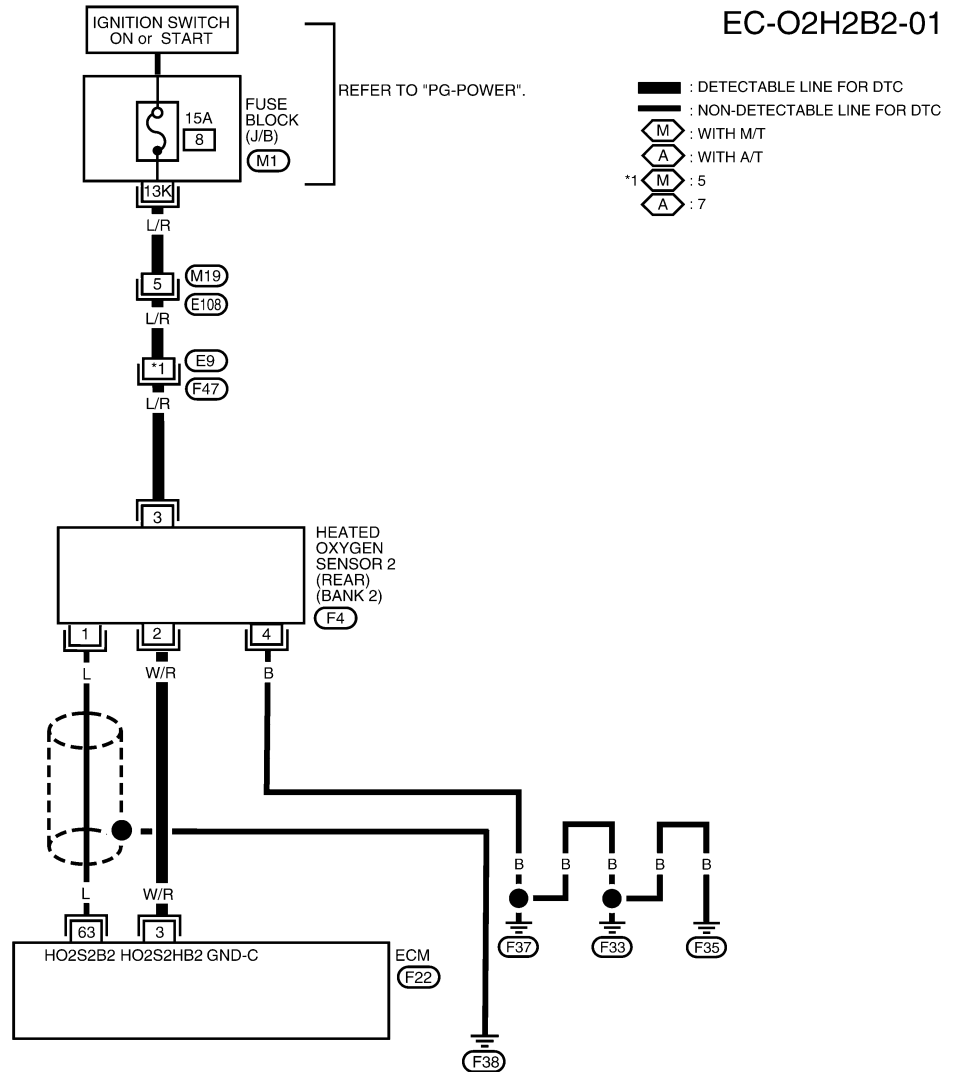 EC-O2H2B2-01
IGNITION SWITCH
ON or START
REFER TO "PG-POWER".
FUSE
BLOCK
(J/B)
M1
15A
8
13K
: DETECTABLE LINE FOR DTC
: NON-DETECTABLE LINE FOR DTC
M : WITH M/T
A : WITH A/T
*1 M : 5
A : 7
L/R
5
M19
E108
L/R
*1
E9
F47
L/R
3
HEATED
OXYGEN
SENSOR 2
(REAR)
(BANK 2)
F4
1 2 4
L W/R B
B B B B B
L W/R
F37 F33 F35
63 3
HO2S2B2 HO2S2HB2 GND-C
ECM
F22
F38